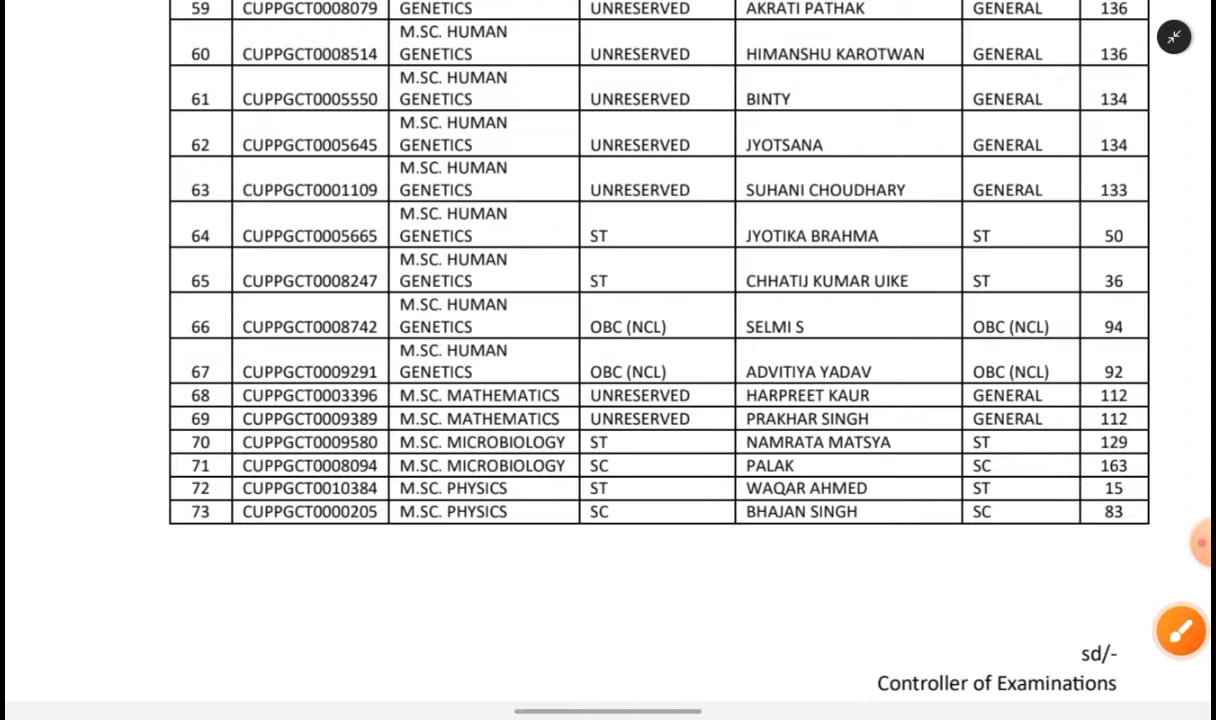 59 CUPPGCT0008079 GENETICS UNRESERVED AKRATI PATHAK GENERAL 136
M.SC. HUMAN
60 CUPPGCT0008514 GENETICS UNRESERVED HIMANSHU KAROTWAN GENERAL 136
M.SC. HUMAN
61 CUPPGCT0005550 GENETICS UNRESERVED BINTY GENERAL 134
M.SC. HUMAN
62 CUPPGCT0005645 GENETICS UNRESERVED JYOTSANA GENERAL 134
M.SC. HUMAN
63 CUPPGCT0001109 GENETICS UNRESERVED SUHANI CHOUDHARY GENERAL 133
M.SC. HUMAN
64 CUPPGCT0005665 GENETICS ST JYOTIKA BRAHMA ST 50
M.SC. HUMAN
65 CUPPGCT0008247 GENETICS ST CHHATIJ KUMAR UIKE ST 36
M.SC. HUMAN
66 CUPPGCT0008742 GENETICS OBC (NCL) SELMI S OBC (NCL) 94
M.SC. HUMAN
67 CUPPGCT0009291 GENETICS OBC (NCL) ADVITIYA YADAV OBC (NCL) 92
68 CUPPGCT0003396 M.SC. MATHEMATICS UNRESERVED HARPREET KAUR GENERAL 112
69 CUPPGCT0009389 M.SC. MATHEMATICS UNRESERVED PRAKHAR SINGH GENERAL 112
70 CUPPGCT0009580 M.SC. MICROBIOLOGY ST NAMRATA MATSYA ST 129
71 CUPPGCT0008094 M.SC. MICROBIOLOGY SC PALAK SC 163
72 CUPPGCT0010384 M.SC. PHYSICS ST WAQAR AHMED ST 15
73 CUPPGCT0000205 M.SC. PHYSICS SC BHAJAN SINGH SC 83
sd/-
Controller of Examinations